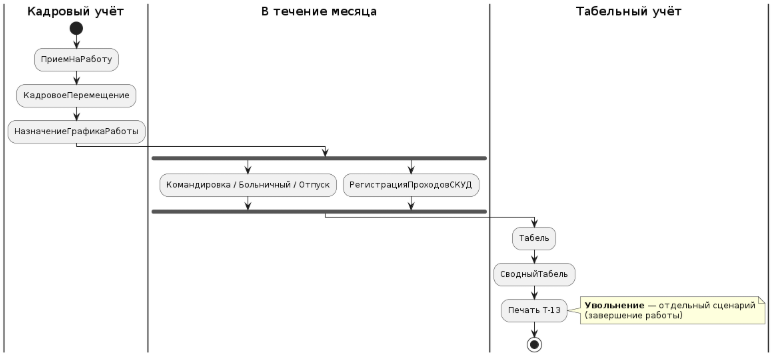 Кадровый учёт
В течение месяца
Табельный учёт
ПриемНаРаботу
КадровоеПеремещение
НазначениеГрафикаРаботы
Командировка / Больничный / Отпуск
РегистрацияПроходовСКУД
Табель
СводныйТабель
Печать Т-13
Увольнение — отдельный сценарий
(завершение работы)